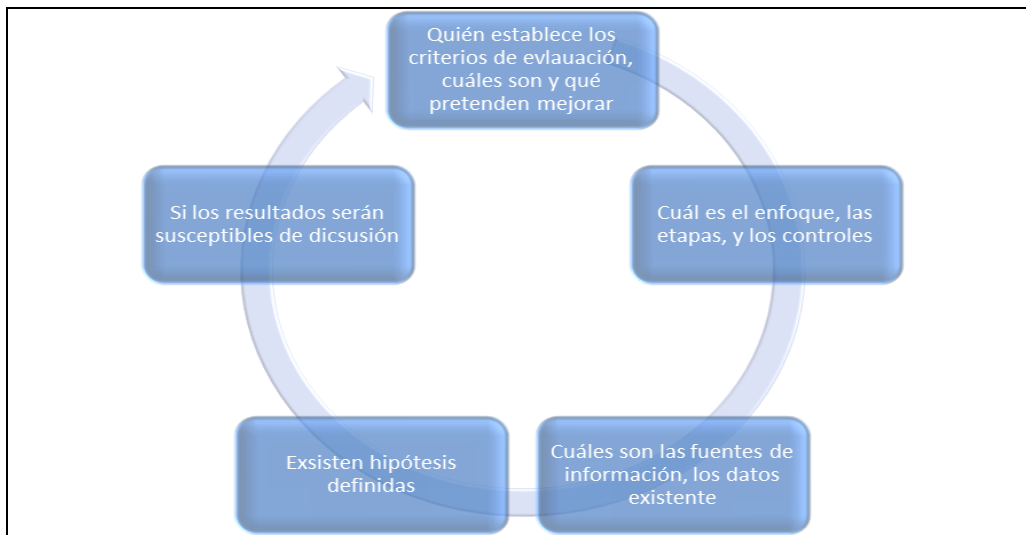 Quién establece los
criterios de evlauación,
cuáles son y qué
pretenden mejorar
Cuál es el enfoque, las
etapas, y los controles
Cuáles son las fuentes de
información, los datos
existente
Exsisten hipótesis
definidas
Si los resultados serán
susceptibles de dicsusión